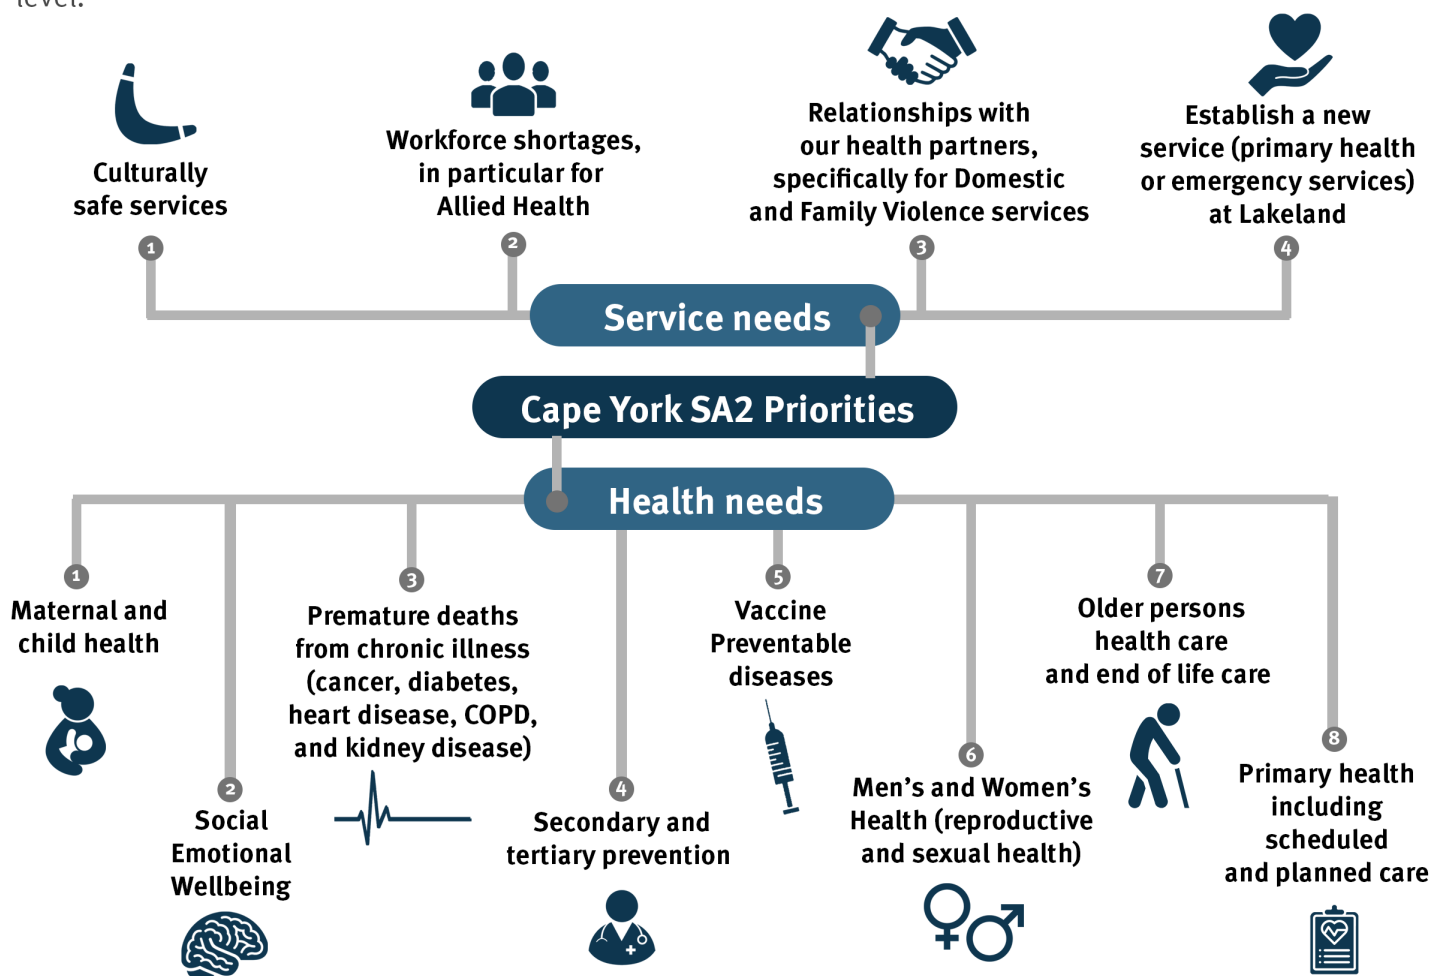 level.
Culturally
safe services
1
Workforce shortages,
in particular for
Allied Health
2
Relationships with
our health partners,
specifically for Domestic
and Family Violence services
3
Establish a new
service (primary health
or emergency services)
at Lakeland
4
Service needs
Cape York SA2 Priorities
Health needs
1
Maternal and
child health
2
Social
Emotional
Wellbeing
3
Premature deaths
from chronic illness
(cancer, diabetes,
heart disease, COPD,
and kidney disease)
4
Secondary and
tertiary prevention
5
Vaccine
Preventable
diseases
6
Men’s and Women’s
Health (reproductive
and sexual health)
7
Older persons
health care
and end of life care
8
Primary health
including
scheduled
and planned care